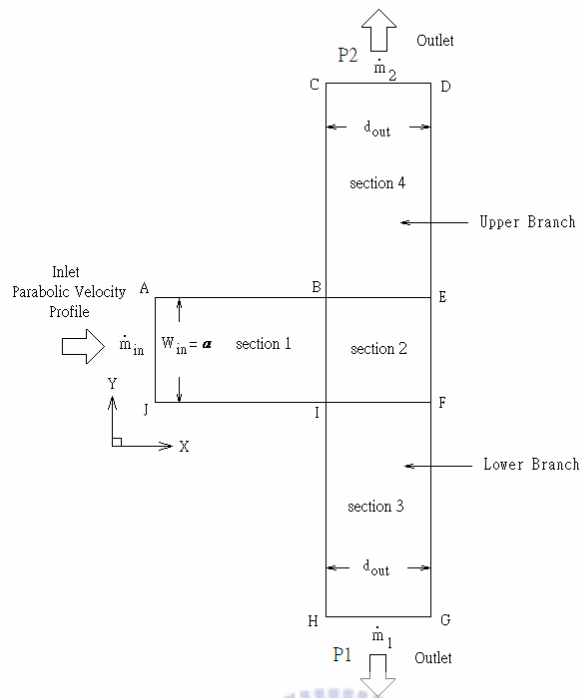 Outlet
P2
ṁ2
C
D
dout
section 4
Upper Branch
Inlet
Parabolic Velocity
Profile
A
B
E
ṁin
Win = a
section 1
section 2
Y
J
I
F
X
Lower Branch
section 3
dout
H
G
ṁ1
P1
Outlet